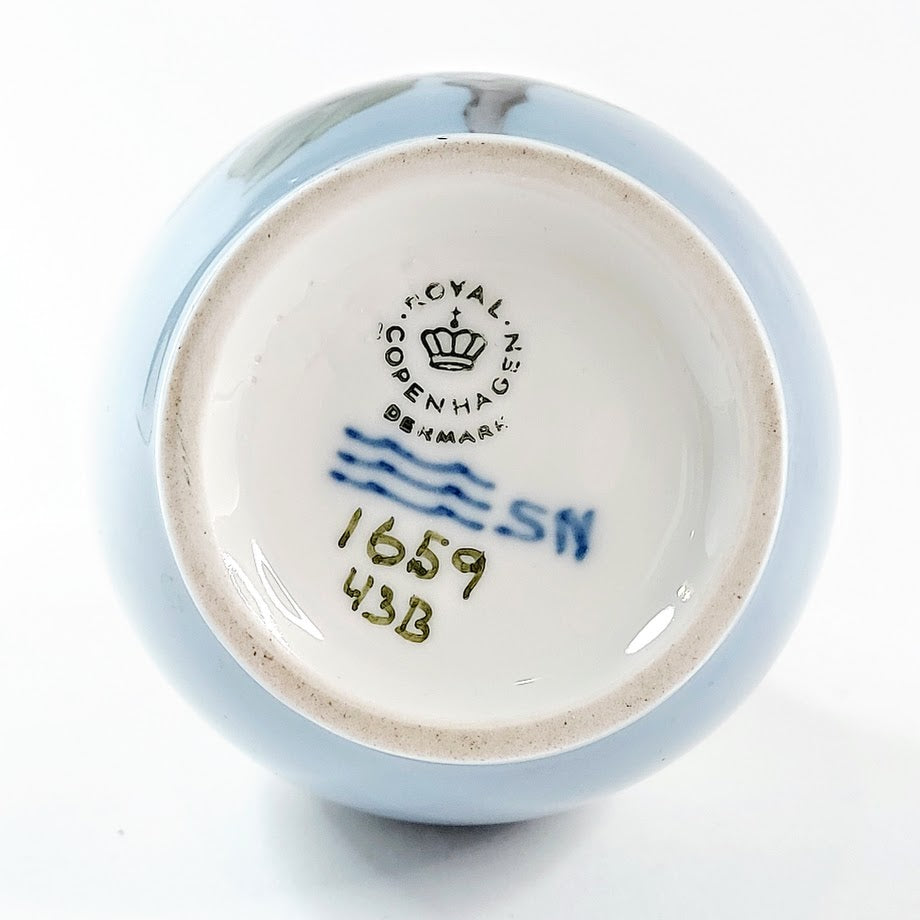 ROYAL
COPENHAGEN
DENMARK
SN
1659
43B